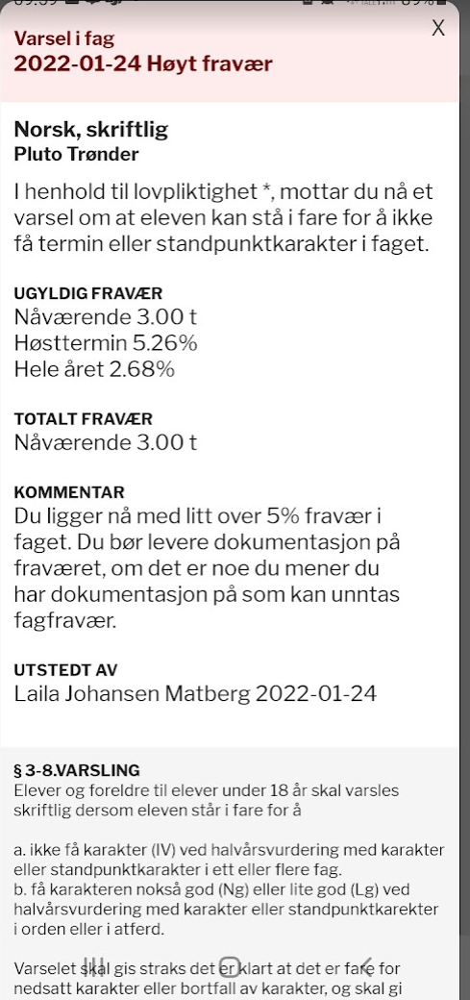 X
Varsel i fag
2022-01-24 Høyt fravær
Norsk, skriftlig
Pluto Trønder
I henhold til lovpliktighet *, mottar du nå et
varsel om at eleven kan stå i fare for å ikke
få termin eller standpunktkarakter i faget.
UGYLDIG FRAVÆR
Nåværende 3.00 t
Høsttermin 5.26%
Hele året 2.68%
TOTALT FRAVÆR
Nåværende 3.00 t
KOMMENTAR
Du ligger nå med litt over 5% fravær i
faget. Du bør levere dokumentasjon på
fraværet, om det er noe du mener du
har dokumentasjon på som kan unntas
fagfravær.
UTSTEDT AV
Laila Johansen Matberg 2022-01-24
§ 3-8.VARSLING
Elever og foreldre til elever under 18 år skal varsles
skriftlig dersom eleven står i fare for å
a. ikke få karakter (IV) ved halvårsvurdering med karakter
eller standpunktkarakter i ett eller flere fag.
b. få karakteren nokså god (Ng) eller lite god (Lg) ved
halvårsvurdering med karakter eller standpunktkarekter
i orden eller i atferd.
Varselet skal gis straks det er klart at det er fare for
nedsatt karakter eller bortfall av karakter, og skal gi